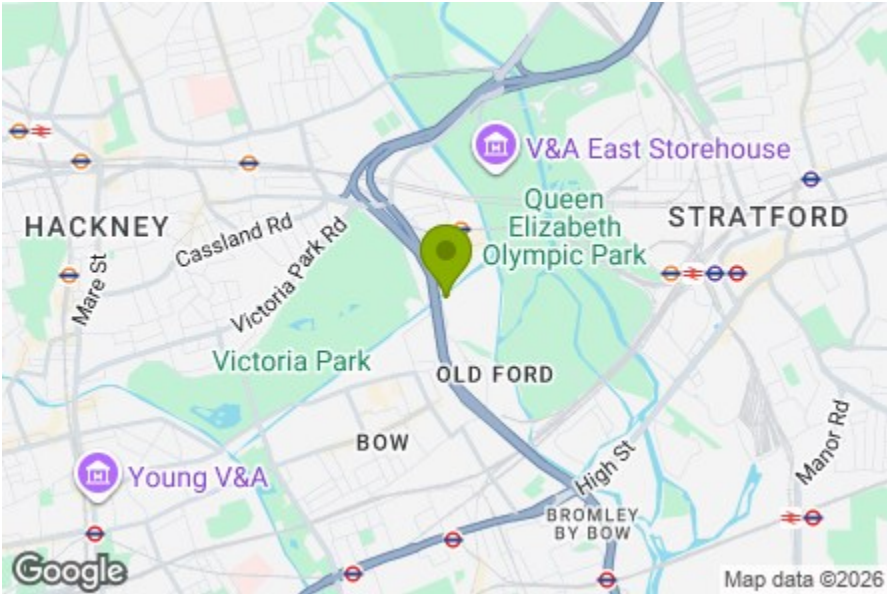 V&A East Storehouse
Queen
Elizabeth
Olympic Park
HACKNEY
STRATFORD
Cassland Rd
Victoria Park Rd
Mare St
Victoria Park
OLD FORD
BOW
Manor Rd
High St
Young V&A
BROMLEY
BY BOW
Google
Map data ©2026